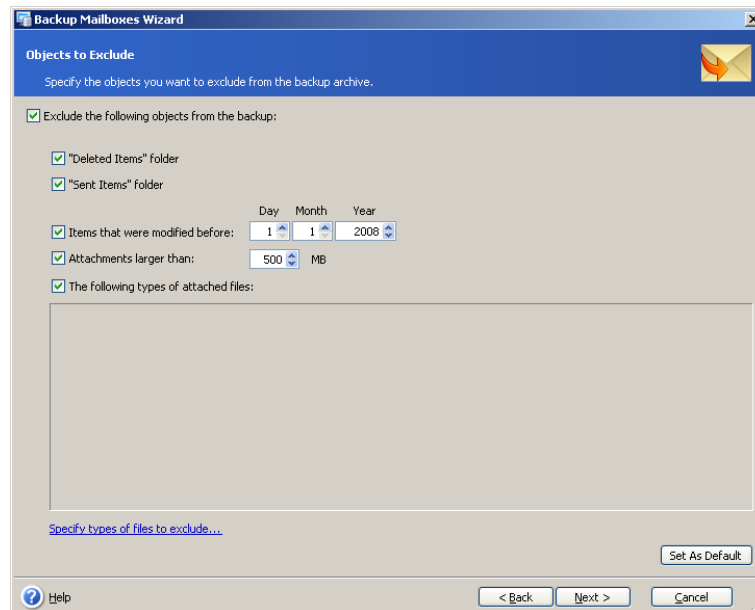 Backup Mailboxes Wizard
Objects to Exclude
Specify the objects you want to exclude from the backup archive.
Exclude the following objects from the backup:
"Deleted Items" folder
"Sent Items" folder
Day Month Year
Items that were modified before: 1 1 2008
Attachments larger than: 500 MB
The following types of attached files:
Specify types of files to exclude...
Set As Default
Help < Back Next > Cancel